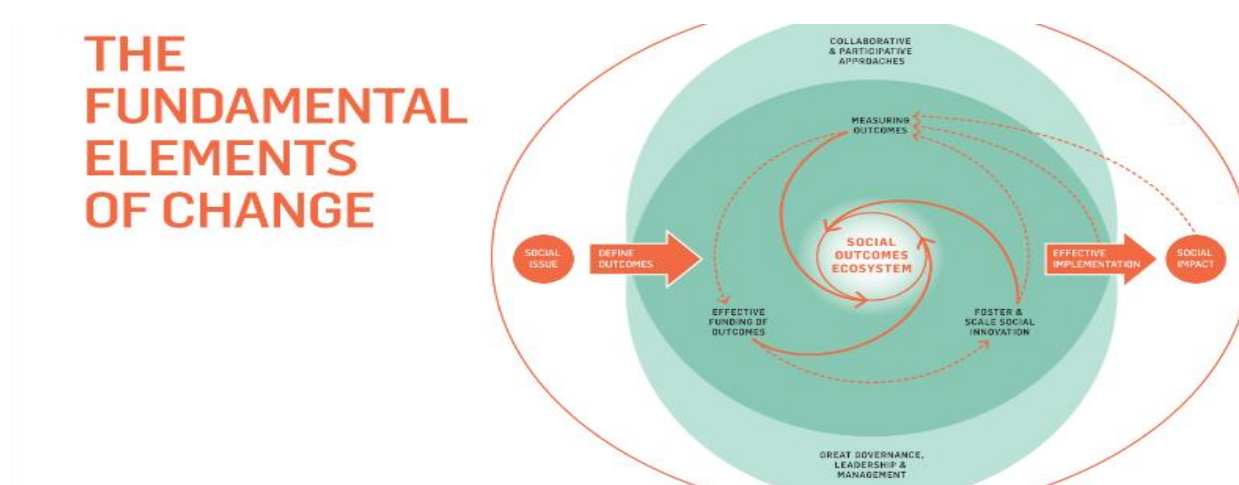 THE
FUNDAMENTAL
ELEMENTS
OF CHANGE
COLLABORATIVE
& PARTICIPATIVE
APPROACHES
MEASURING
OUTCOMES
SOCIAL
ISSUE
DEFINE
OUTCOMES
SOCIAL
OUTCOMES
ECOSYSTEM
EFFECTIVE
IMPLEMENTATION
SOCIAL
IMPACT
EFFECTIVE
FUNDING OF
OUTCOMES
FOSTER &
SCALE SOCIAL
INNOVATION
GREAT GOVERNANCE,
LEADERSHIP &
MANAGEMENT